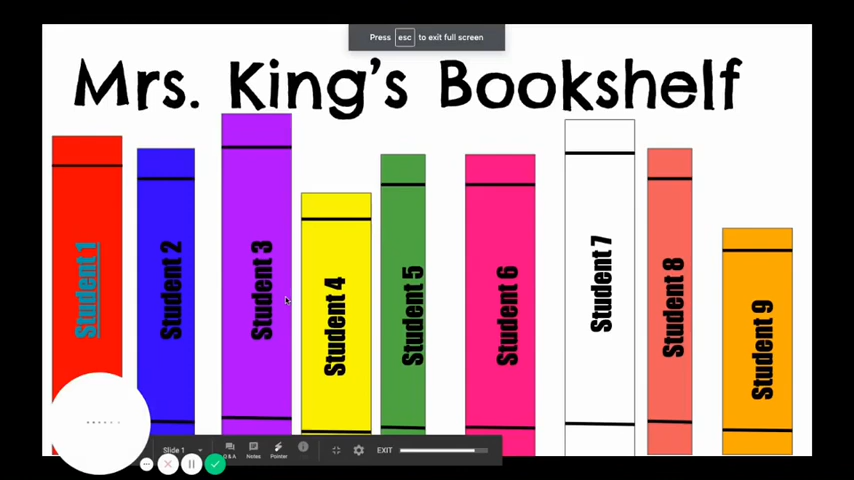 Press esc to exit full screen
Mrs. King's Bookshelf
Student 1
Student 2
Student 3
Student 4
Student 5
Student 6
Student 7
Student 8
Student 9
Slide 1
Q & A
Notes
Pointer
EXIT